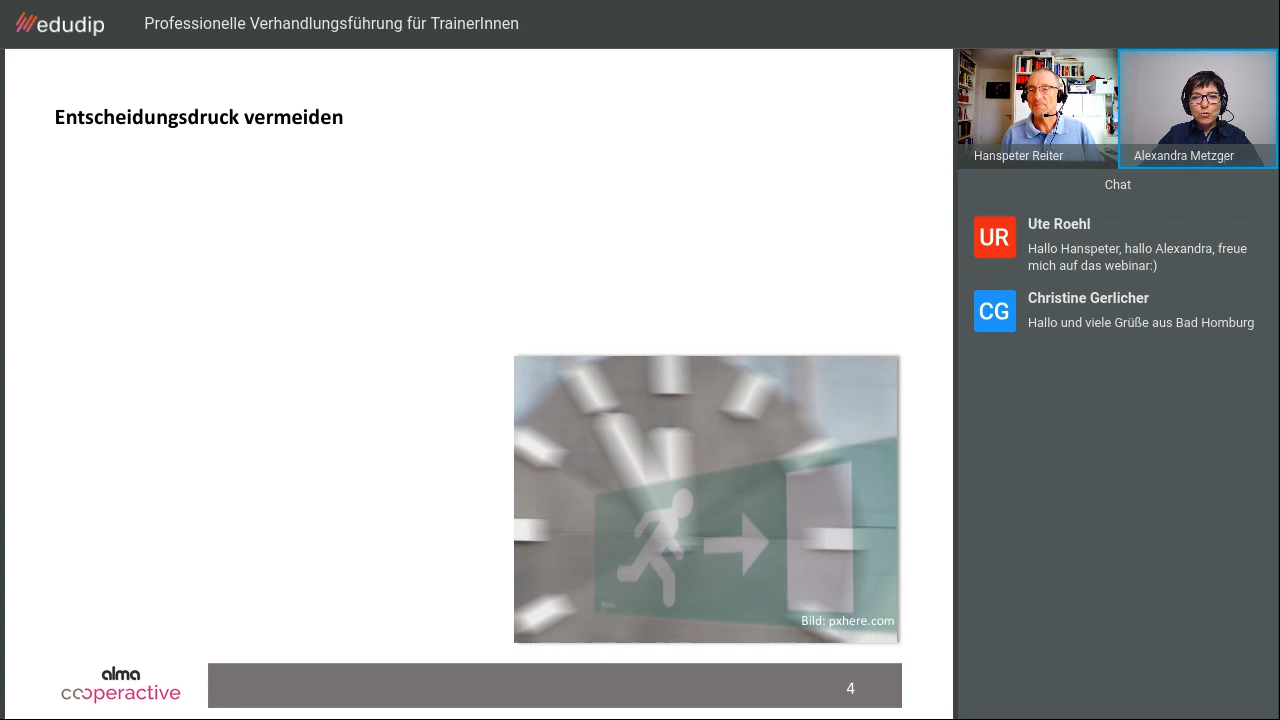 edudip
Professionelle Verhandlungsführung für TrainerInnen
Entscheidungsdruck vermeiden
Bild: pxhere.com
alma
cooperactive
4
Hanspeter Reiter
Alexandra Metzger
Chat
UR
Ute Roehl
Hallo Hanspeter, hallo Alexandra, freue
mich auf das webinar:)
CG
Christine Gerlicher
Hallo und viele Grüße aus Bad Homburg